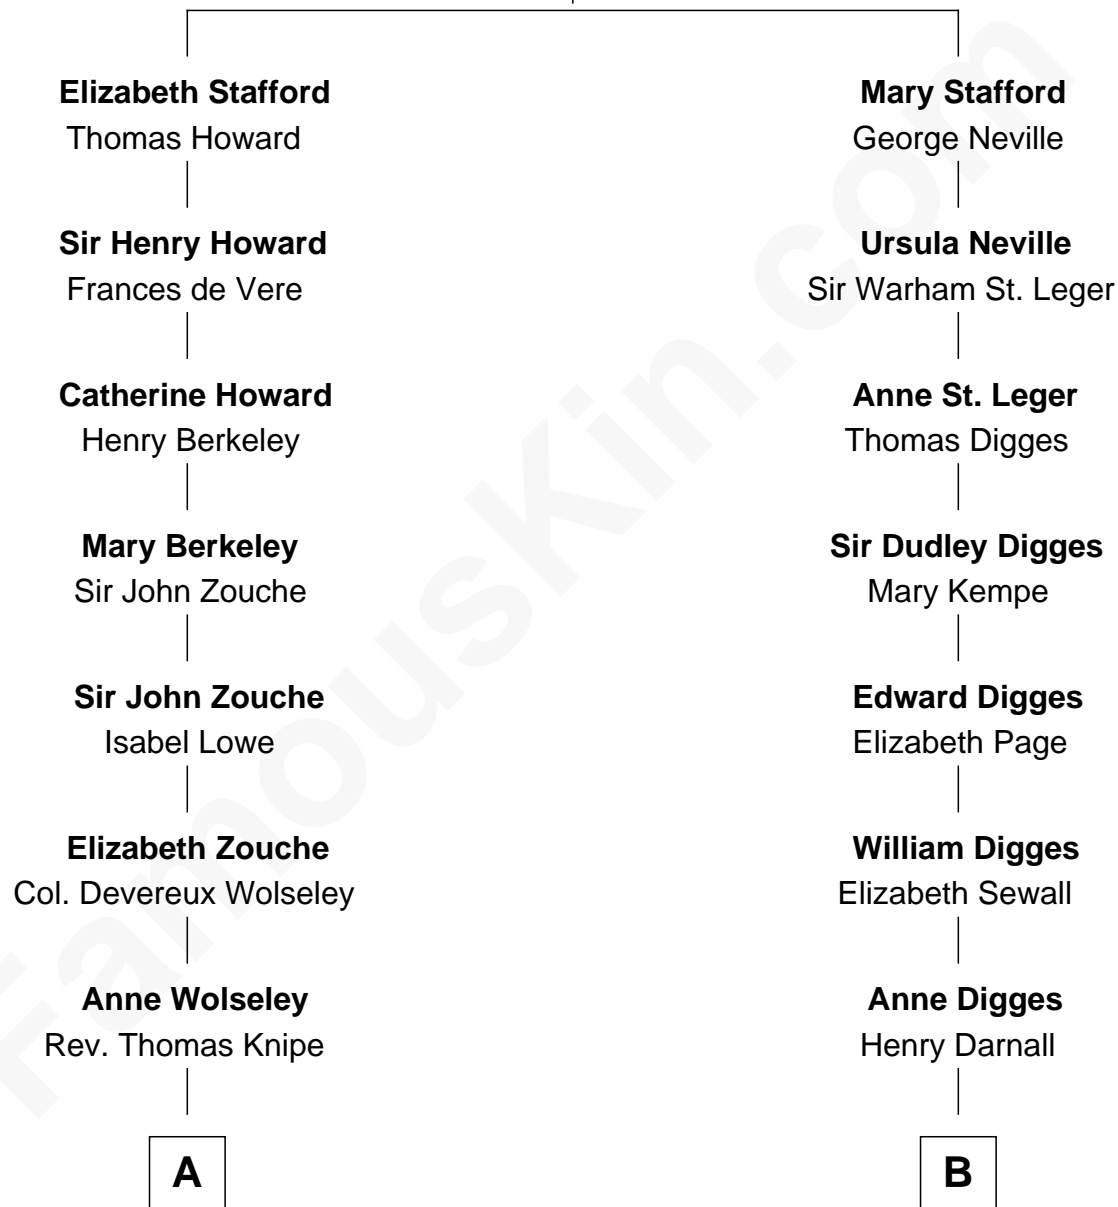 Elizabeth Stafford
Thomas Howard
Sir Henry Howard
Frances de Vere
Catherine Howard
Henry Berkeley
Mary Berkeley
Sir John Zouche
Sir John Zouche
Isabel Lowe
Elizabeth Zouche
Col. Devereux Wolseley
Anne Wolseley
Rev. Thomas Knipe
A
Mary Stafford
George Neville
Ursula Neville
Sir Warham St. Leger
Anne St. Leger
Thomas Digges
Sir Dudley Digges
Mary Kempe
Edward Digges
Elizabeth Page
William Digges
Elizabeth Sewall
Anne Digges
Henry Darnall
B
FamousKin.com